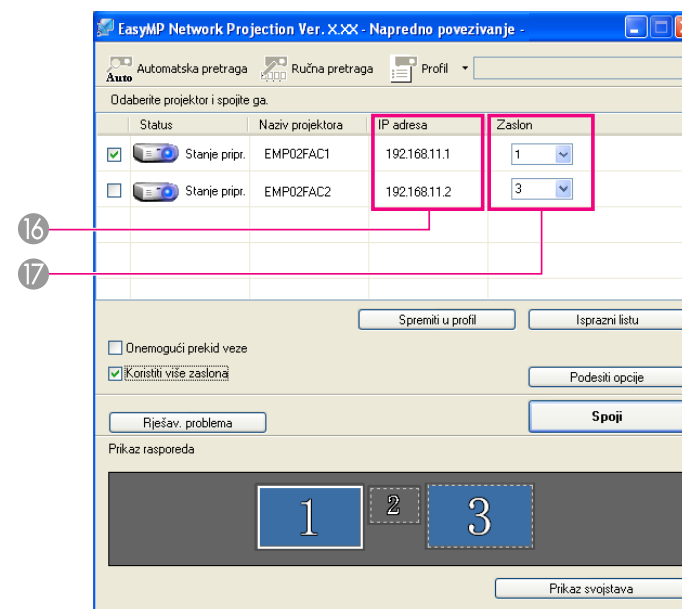 EasyMP Network Projection Ver. X.XX - Napredno povezivanje -
Auto Automatska pretraga Ručna pretraga Profil
Odaberite projektor i spojite ga.
Status Naziv projektora IP adresa Zaslon
Stanje pripr. EMP02FAC1 192.168.11.1 1
Stanje pripr. EMP02FAC2 192.168.11.2 3
16
17
Spremiti u profil Isprazni listu
Onemogući prekid veze
Koristiti više zaslona
Podesiti opcije
Rješav. problema Spoji
Prikaz rasporeda
1 2 3
Prikaz svojstava